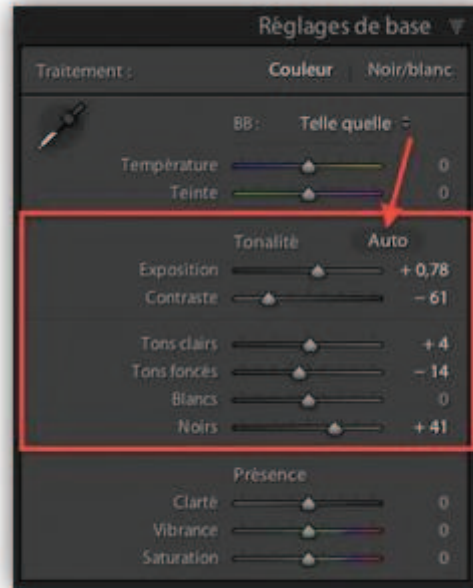 Réglages de base
Traitement : Couleur Noir/blanc
BB : Telle quelle
Température 0
Teinte 0
Tonalité Auto
Exposition + 0,78
Contraste − 61
Tons clairs + 4
Tons foncés − 14
Blancs 0
Noirs + 41
Présence
Clarté 0
Vibrance 0
Saturation 0